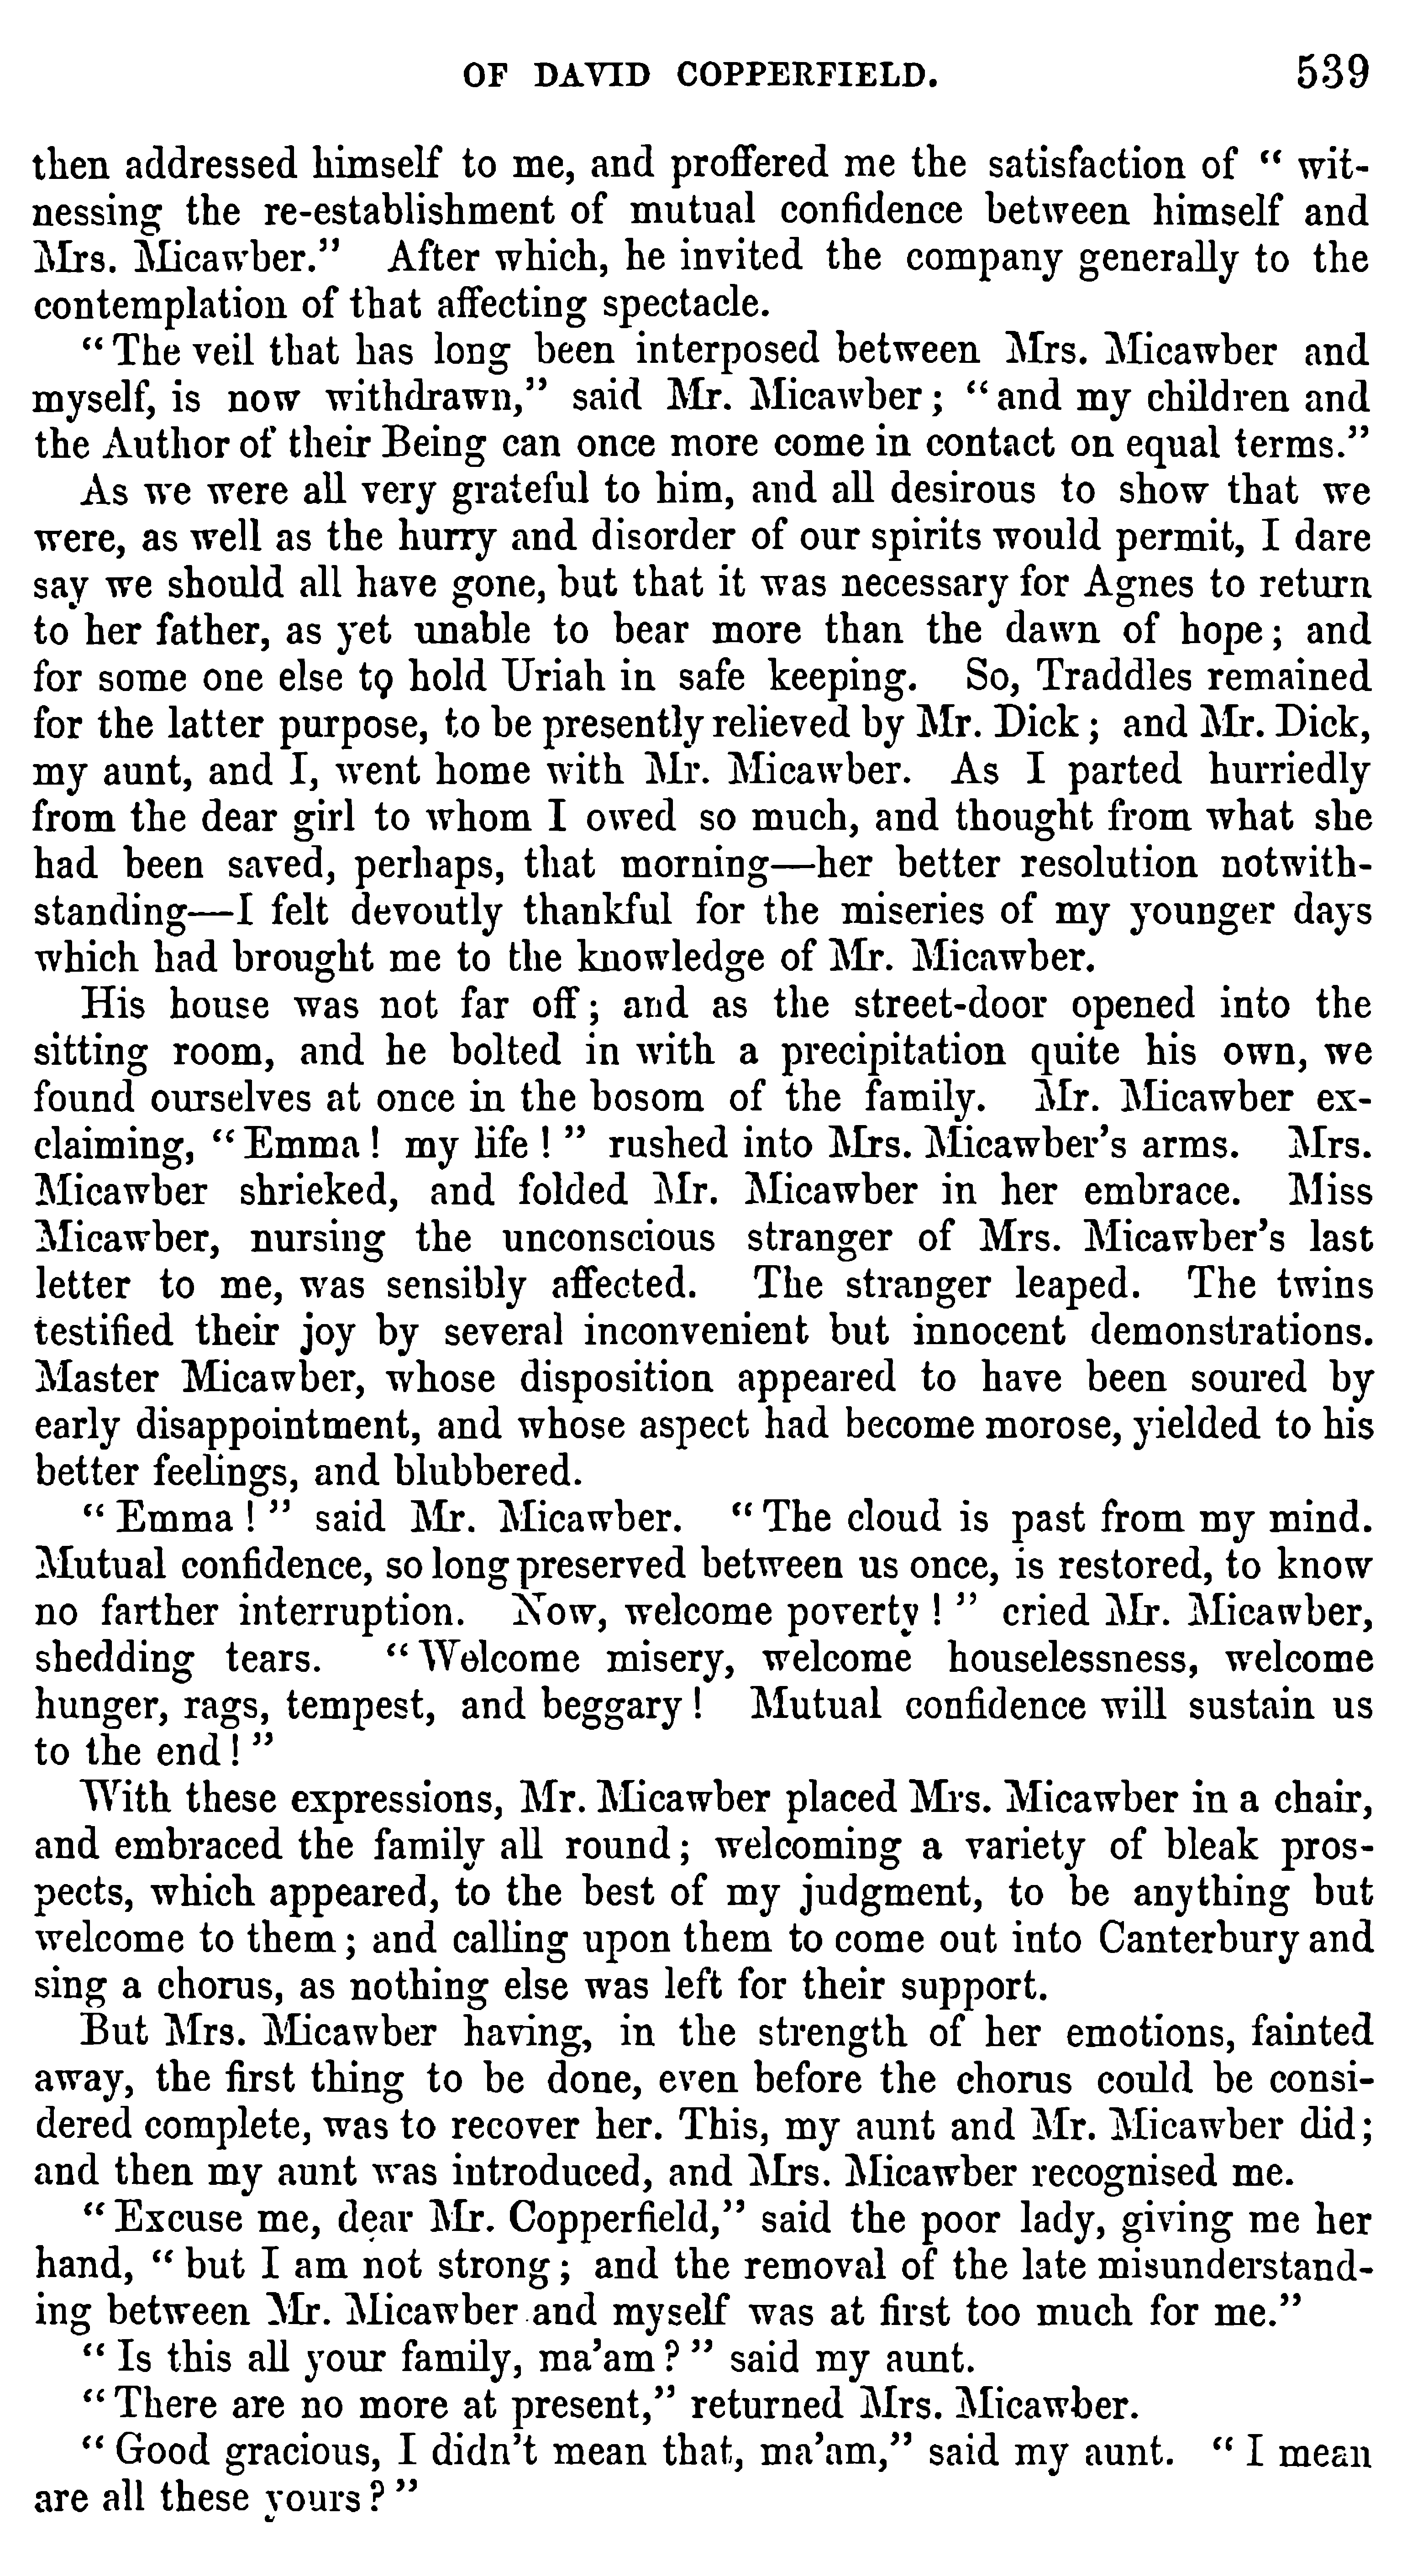 OF DAVID COPPERFIELD. 539
then addressed himself to me, and proffered me the satisfaction of “ wit-
nessing the re-establishment of mutual confidence between himself and
Mrs. Micawber.” After which, he invited the company generally to the
contemplation of that affecting spectacle.
“The veil that has long been interposed between Mrs. Micawber and
myself, is now withdrawn,” said Mr. Micawber; “and my children and
the Author of their Being can once more come in contact on equal terms.”
As we were all very grateful to him, and all desirous to show that we
were, as well as the hurry and disorder of our spirits would permit, I dare
say we should all have gone, but that it was necessary for Agnes to return
to her father, as yet unable to bear more than the dawn of hope; and
for some one else to hold Uriah in safe keeping. So, Traddles remained
for the latter purpose, to be presently relieved by Mr. Dick; and Mr. Dick,
my aunt, and I, went home with Mr. Micawber. As I parted hurriedly
from the dear girl to whom I owed so much, and thought from what she
had been saved, perhaps, that morning—her better resolution notwith-
standing—I felt devoutly thankful for the miseries of my younger days
which had brought me to the knowledge of Mr. Micawber.
His house was not far off; and as the street-door opened into the
sitting room, and he bolted in with a precipitation quite his own, we
found ourselves at once in the bosom of the family. Mr. Micawber ex-
claiming, “Emma! my life!” rushed into Mrs. Micawber’s arms. Mrs.
Micawber shrieked, and folded Mr. Micawber in her embrace. Miss
Micawber, nursing the unconscious stranger of Mrs. Micawber’s last
letter to me, was sensibly affected. The stranger leaped. The twins
testified their joy by several inconvenient but innocent demonstrations.
Master Micawber, whose disposition appeared to have been soured by
early disappointment, and whose aspect had become morose, yielded to his
better feelings, and blubbered.
“Emma!” said Mr. Micawber. “The cloud is past from my mind.
Mutual confidence, so long preserved between us once, is restored, to know
no farther interruption. Now, welcome poverty!” cried Mr. Micawber,
shedding tears. “Welcome misery, welcome houselessness, welcome
hunger, rags, tempest, and beggary! Mutual confidence will sustain us
to the end!”
With these expressions, Mr. Micawber placed Mrs. Micawber in a chair,
and embraced the family all round; welcoming a variety of bleak pros-
pects, which appeared, to the best of my judgment, to be anything but
welcome to them; and calling upon them to come out into Canterbury and
sing a chorus, as nothing else was left for their support.
But Mrs. Micawber having, in the strength of her emotions, fainted
away, the first thing to be done, even before the chorus could be consi-
dered complete, was to recover her. This, my aunt and Mr. Micawber did;
and then my aunt was introduced, and Mrs. Micawber recognised me.
“Excuse me, dear Mr. Copperfield,” said the poor lady, giving me her
hand, “but I am not strong; and the removal of the late misunderstand-
ing between Mr. Micawber and myself was at first too much for me.”
“Is this all your family, ma’am?” said my aunt.
“There are no more at present,” returned Mrs. Micawber.
“Good gracious, I didn’t mean that, ma’am,” said my aunt. “I mean
are all these yours?”